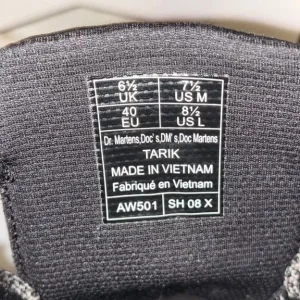 6½ 7½
UK US M
40 8½
EU US L
Dr. Martens,Doc's,DM's,Doc Martens
TARIK
MADE IN VIETNAM
Fabriqué en Vietnam
AW501 SH 08 X